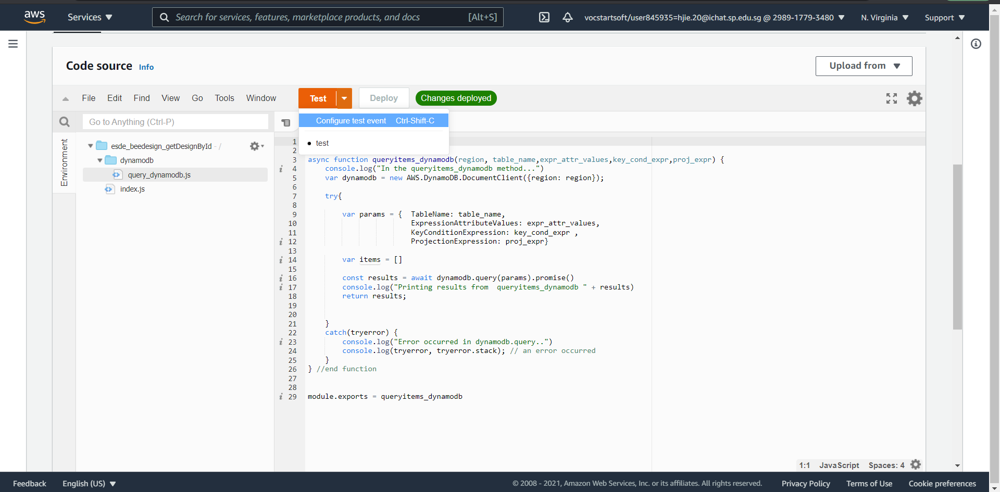 aws
Services
Search for services, features, marketplace products, and docs [Alt+S]
vocstartsoft/user845935=hjie.20@ichat.sp.edu.sg @ 2989-1779-3480
N. Virginia
Support
Code source Info
Upload from
File Edit Find View Go Tools Window
Test
Deploy
Changes deployed
Go to Anything (Ctrl-P)
Configure test event Ctrl-Shift-C
test
Environment
esde_beedesign_getDesignById - /
dynamodb
query_dynamodb.js
index.js
1
2
3 async function queryitems_dynamodb(region, table_name,expr_attr_values,key_cond_expr,proj_expr) {
4 console.log("In the queryitems_dynamodb method...")
5 var dynamodb = new AWS.DynamoDB.DocumentClient({region: region});
6
7 try{
8
9 var params = { TableName: table_name,
10 ExpressionAttributeValues: expr_attr_values,
11 KeyConditionExpression: key_cond_expr ,
12 ProjectionExpression: proj_expr}
13
14 var items = []
15
16 const results = await dynamodb.query(params).promise()
17 console.log("Printing results from  queryitems_dynamodb " + results)
18 return results;
19
20
21 }
22 catch(tryerror) {
23 console.log("Error occurred in dynamodb.query..")
24 console.log(tryerror, tryerror.stack); // an error occurred
25 }
26 } //end function
27
28
29 module.exports = queryitems_dynamodb
1:1 JavaScript Spaces: 4
Feedback
English (US)
© 2008 - 2021, Amazon Web Services, Inc. or its affiliates. All rights reserved.
Privacy Policy
Terms of Use
Cookie preferences